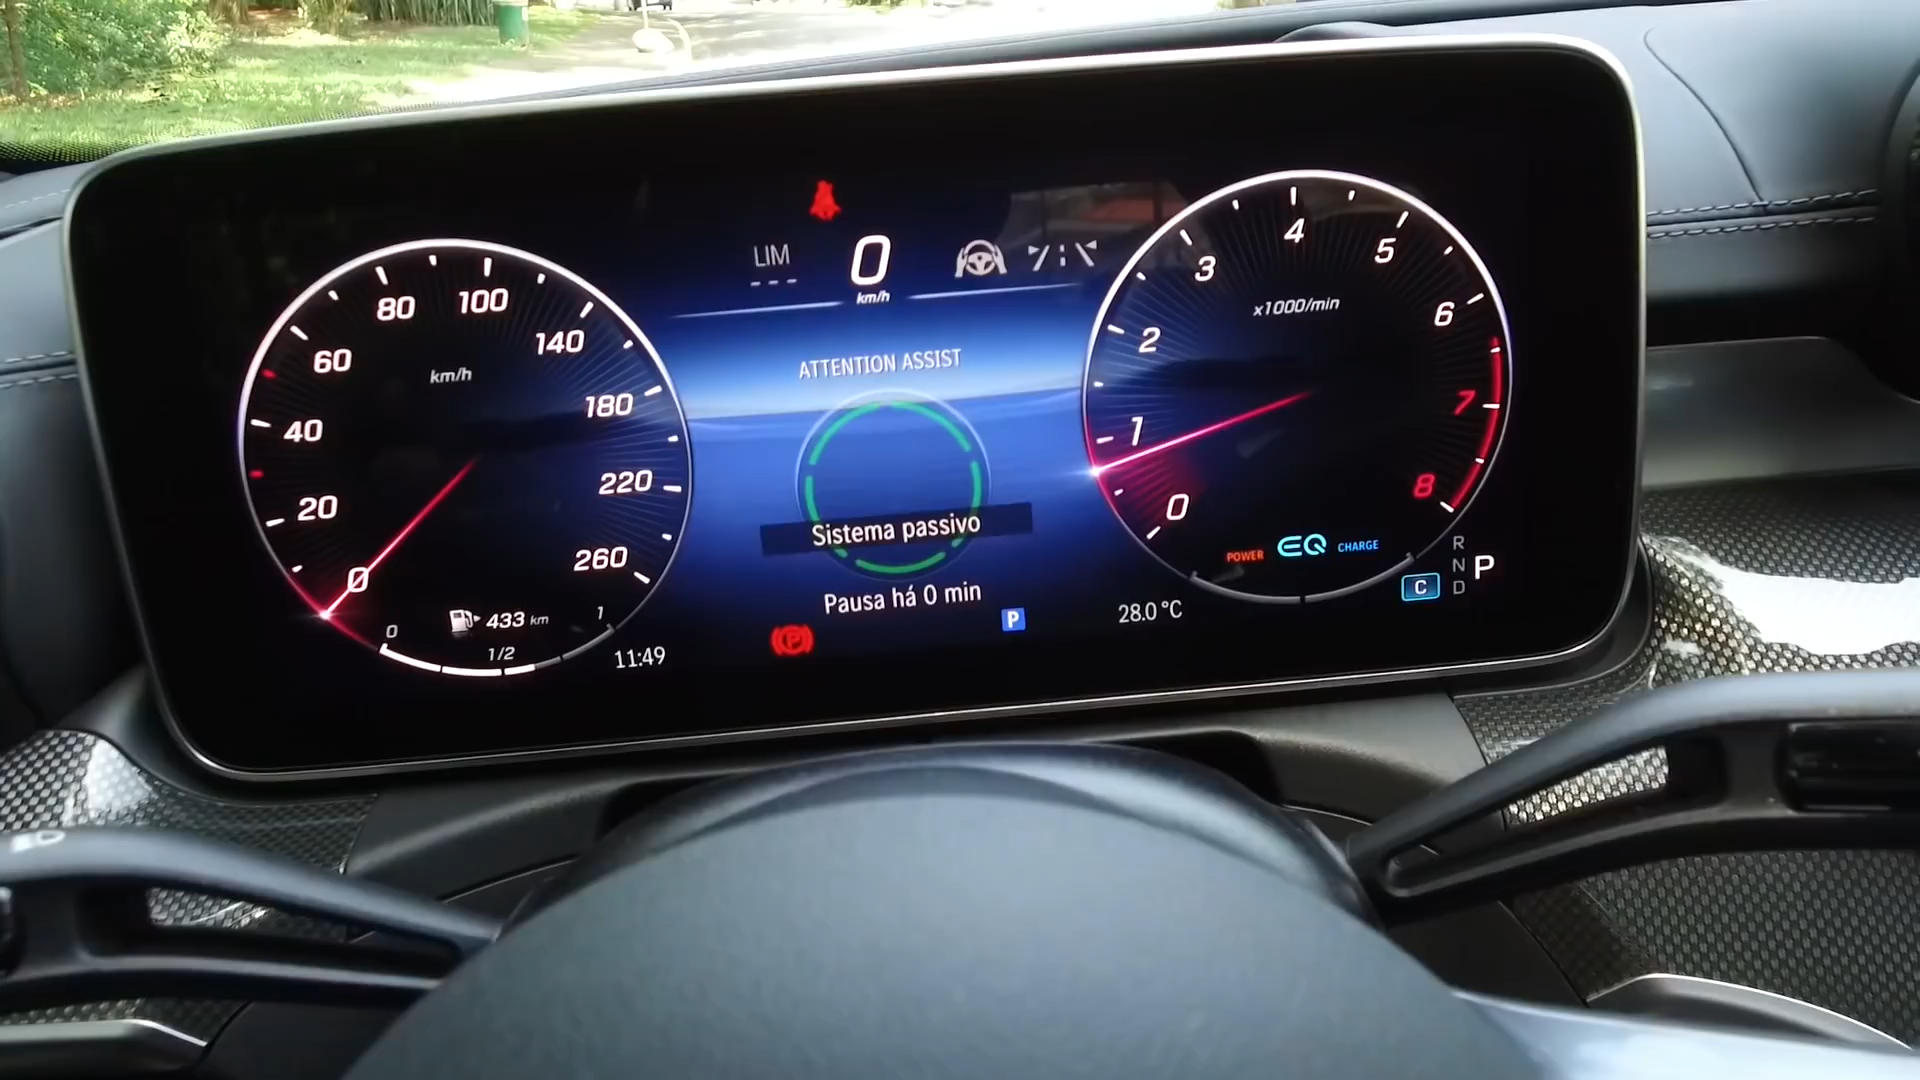 LIM
---
0
km/h
80
100
60
140
km/h
40
180
20
220
0
260
433 km
0
1/2
1
11:49
ATTENTION ASSIST
Sistema passivo
Pausa há 0 min
P
P
28.0 °C
4
3
5
x1000/min
2
6
1
7
0
8
POWER
EQ
CHARGE
C
R
N
D
P